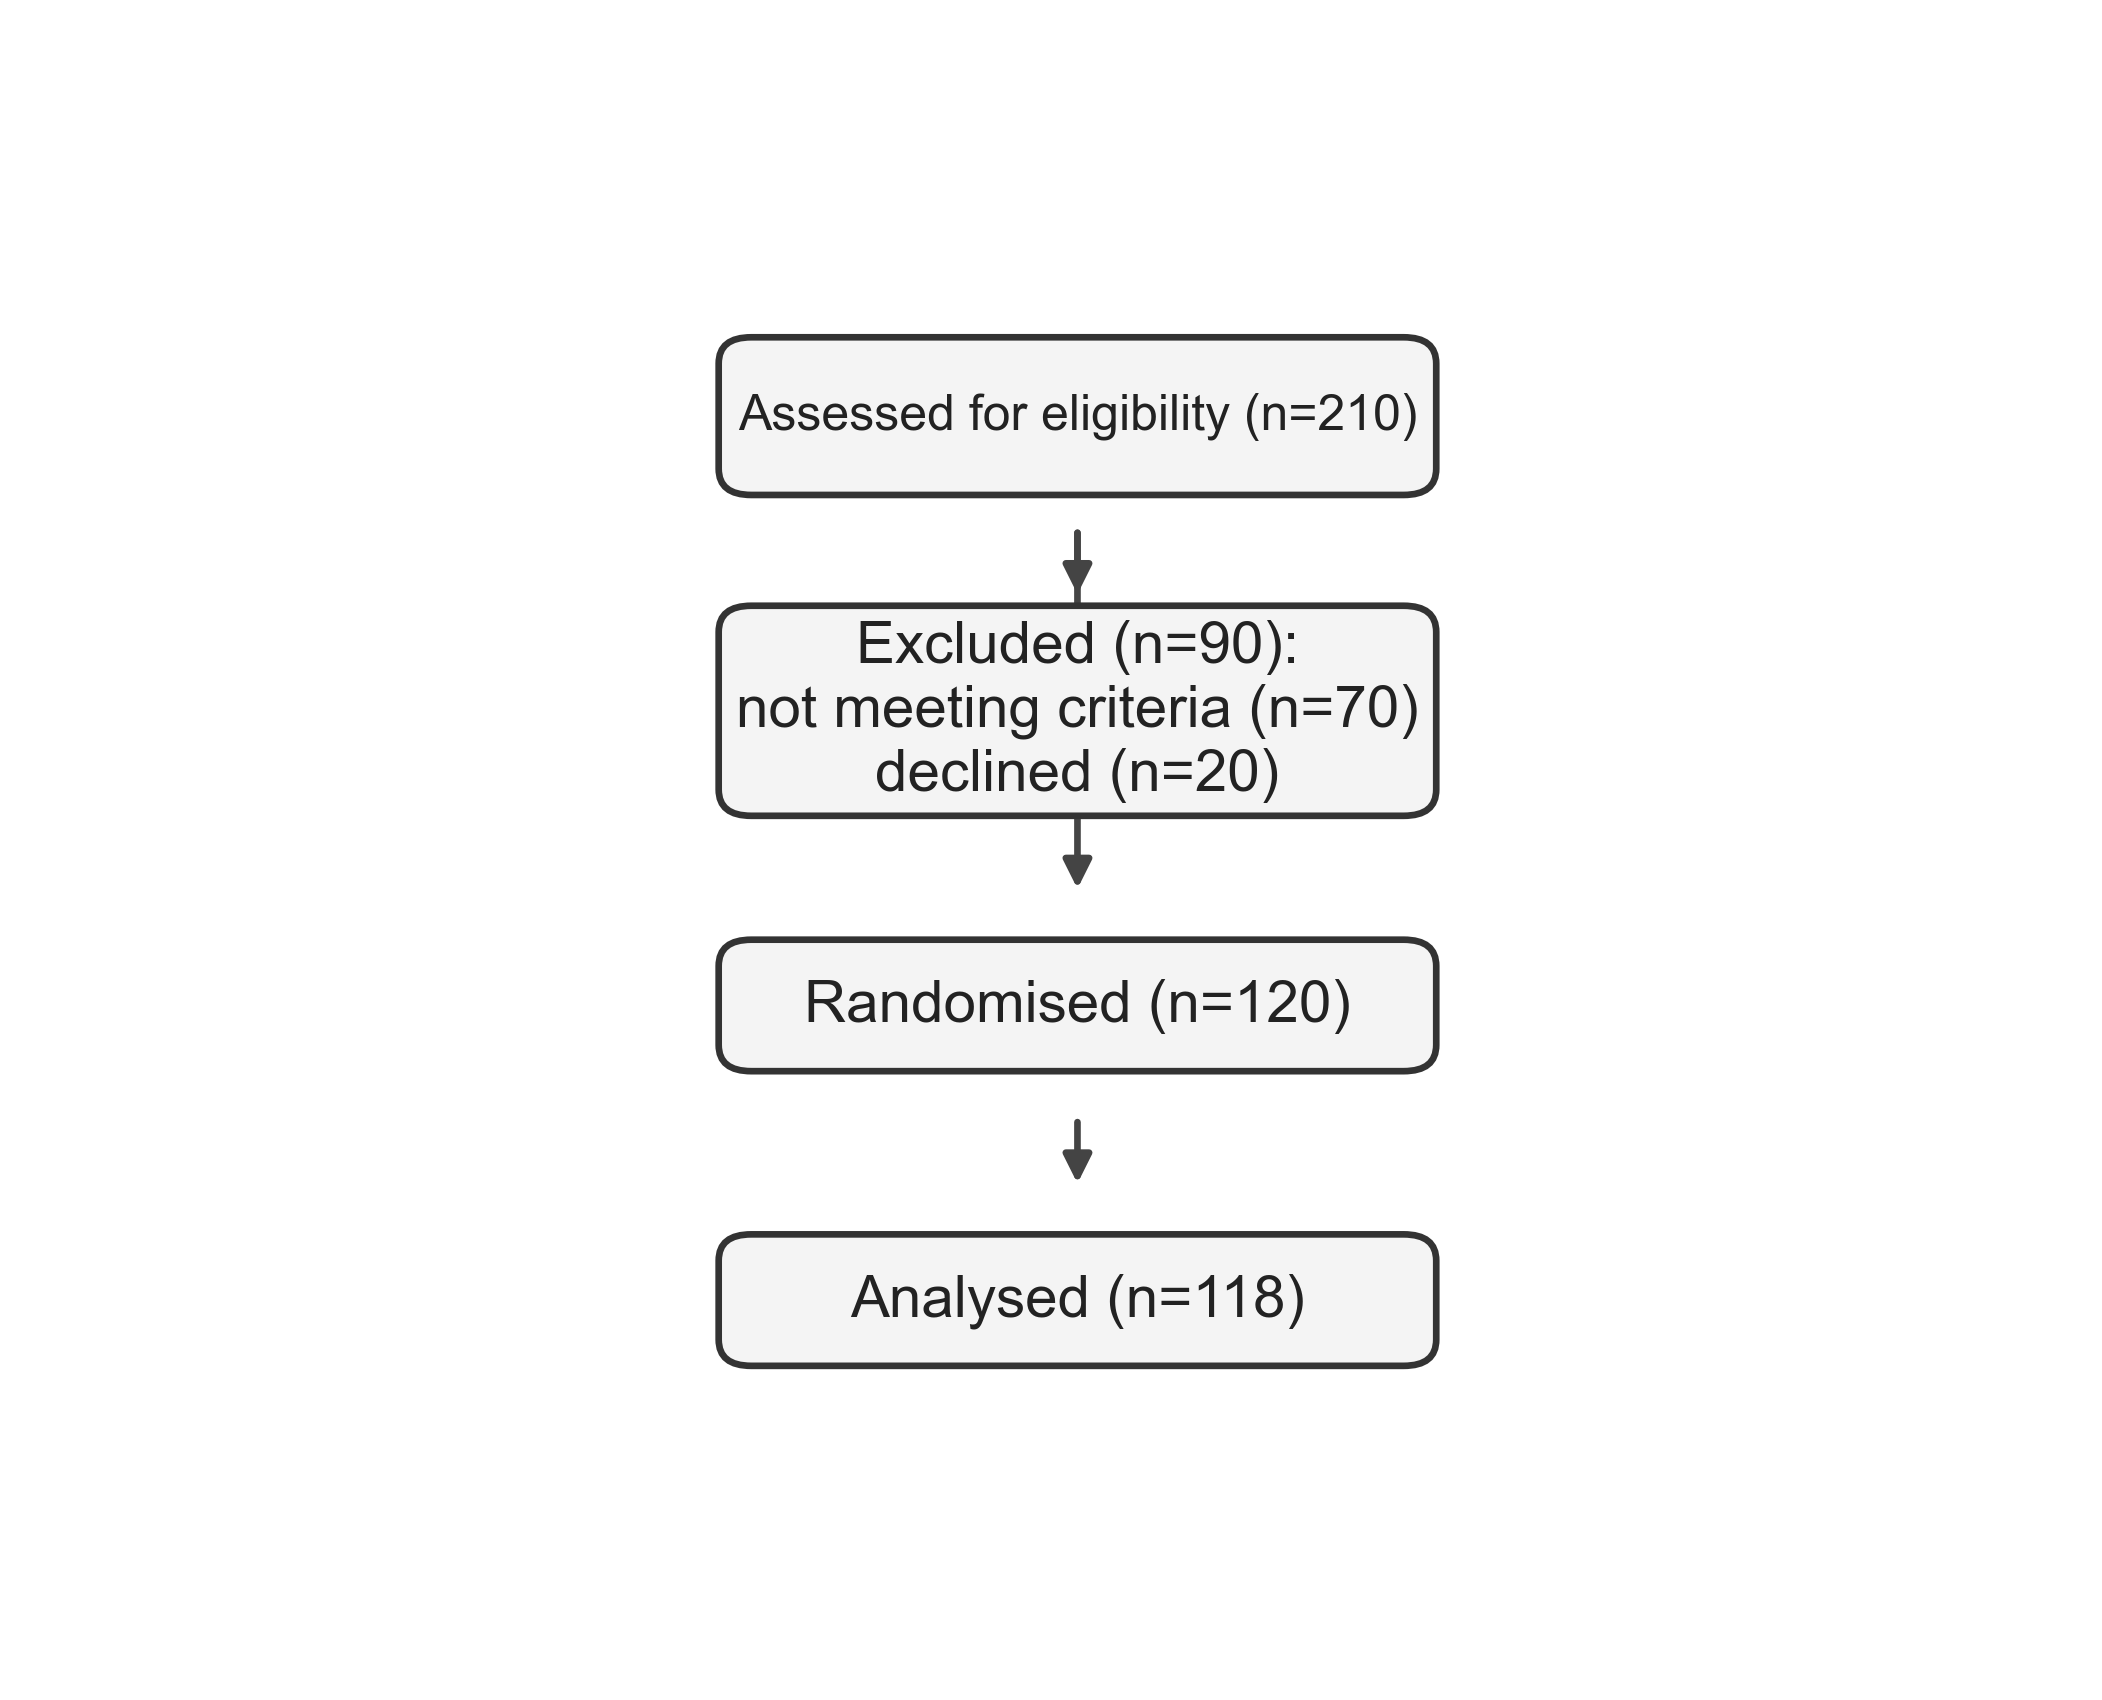 Assessed for eligibility (n=210)
Excluded (n=90):
not meeting criteria (n=70)
declined (n=20)
Randomised (n=120)
Analysed (n=118)